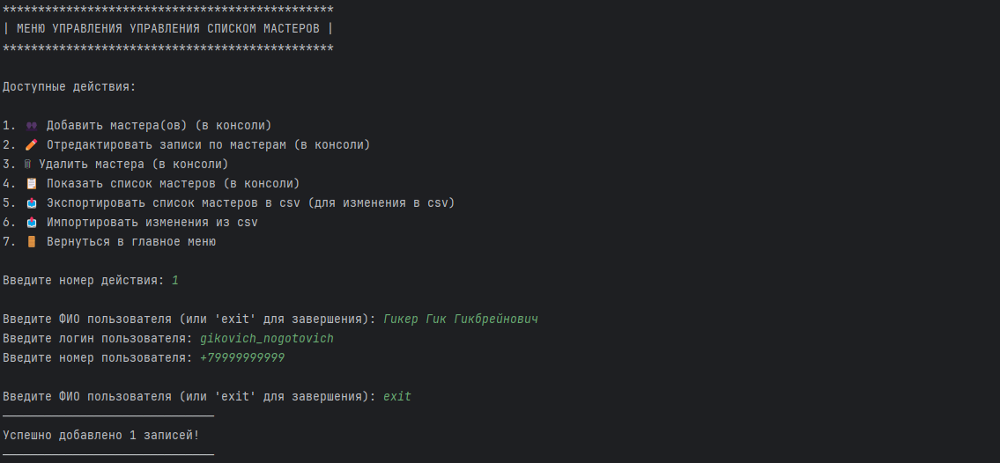 ***********************************************
| МЕНЮ УПРАВЛЕНИЯ УПРАВЛЕНИЯ СПИСКОМ МАСТЕРОВ |
***********************************************
Доступные действия:
1. 👥 Добавить мастера(ов) (в консоли)
2. ✏️ Отредактировать записи по мастерам (в консоли)
3. 🗑 Удалить мастера (в консоли)
4. 📋 Показать список мастеров (в консоли)
5. 📤 Экспортировать список мастеров в csv (для изменения в csv)
6. 📤 Импортировать изменения из csv
7. 🚪 Вернуться в главное меню
Введите номер действия: 1
Введите ФИО пользователя (или 'exit' для завершения): Гикер Гик Гикбрейнович
Введите логин пользователя: gikovich_nogotovich
Введите номер пользователя: +79999999999
Введите ФИО пользователя (или 'exit' для завершения): exit
——————————————————————————————
Успешно добавлено 1 записей!
——————————————————————————————